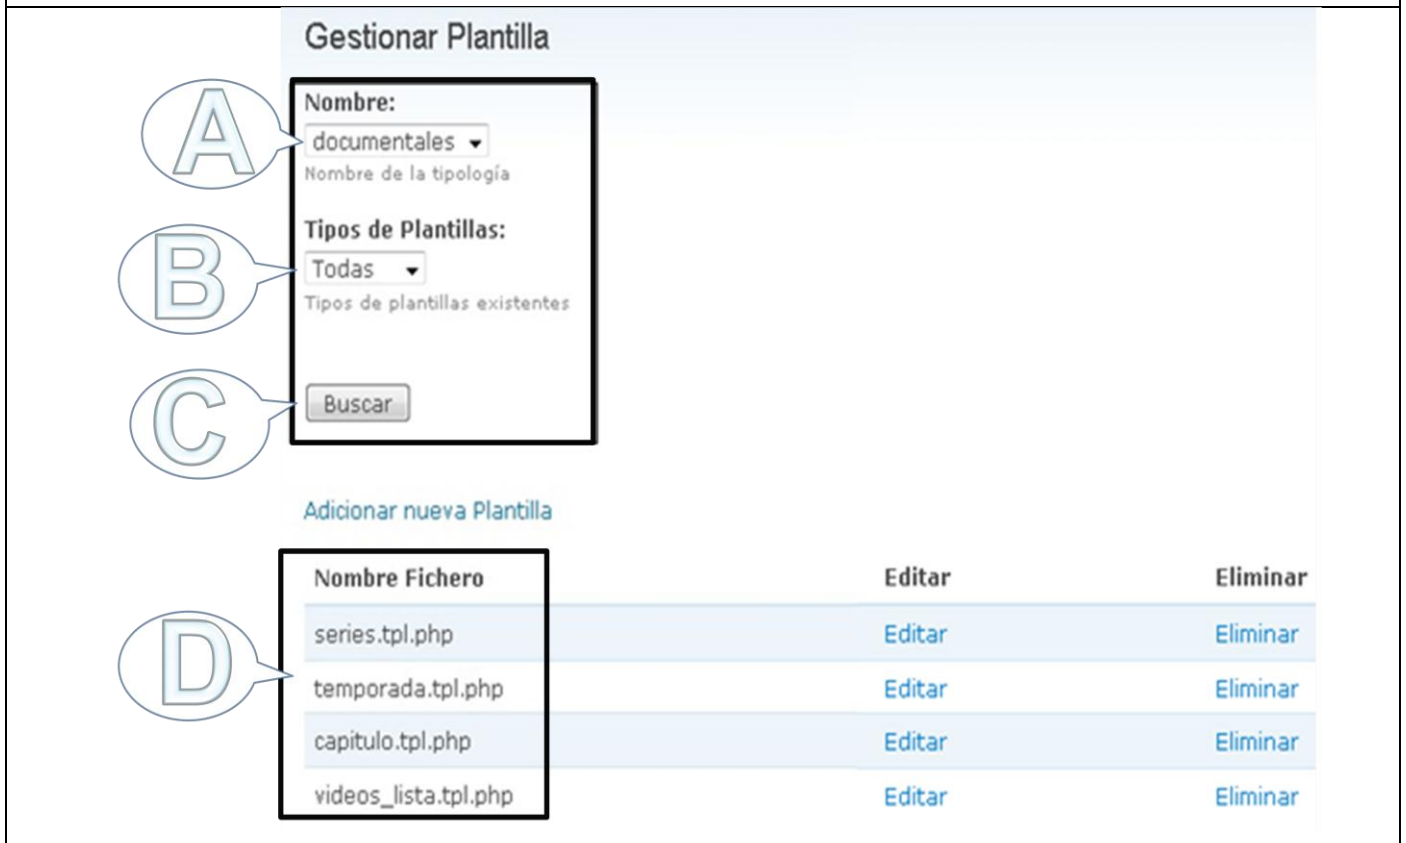 Gestionar Plantilla
A
Nombre:
documentales
Nombre de la tipología
B
Tipos de Plantillas:
Todas
Tipos de plantillas existentes
C
Buscar
Adicionar nueva Plantilla
Nombre Fichero Editar Eliminar
series.tpl.php Editar Eliminar
D
temporada.tpl.php Editar Eliminar
capitulo.tpl.php Editar Eliminar
videos_lista.tpl.php Editar Eliminar